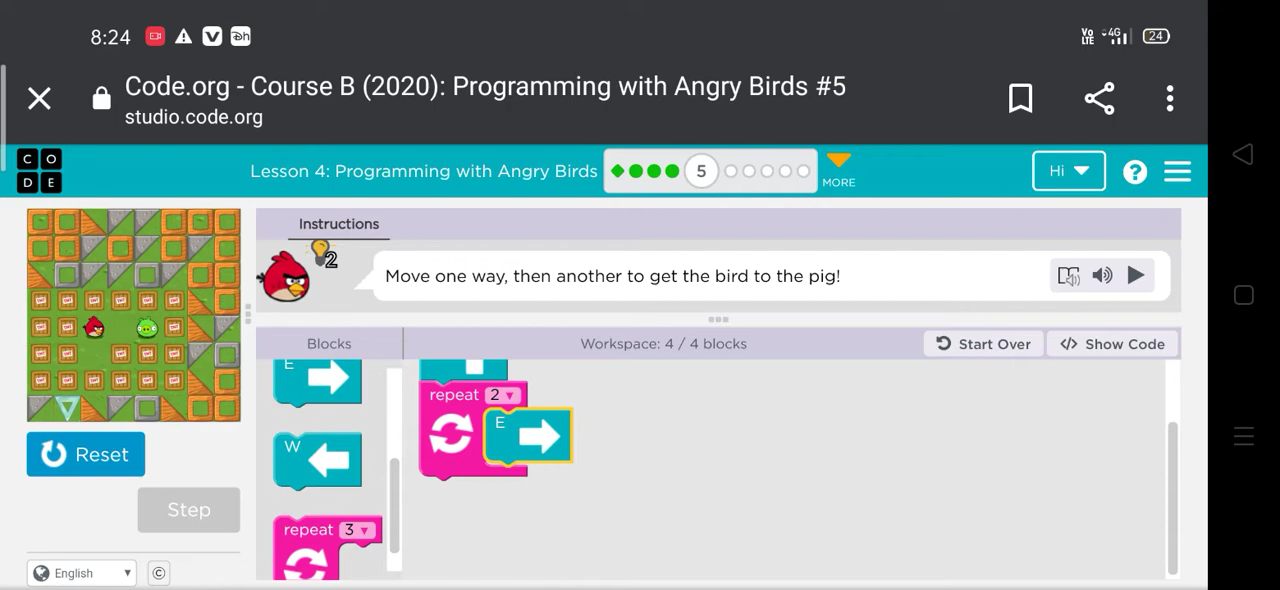 8:24
24
Code.org - Course B (2020): Programming with Angry Birds #5
studio.code.org
C O
D E
Lesson 4: Programming with Angry Birds
5
MORE
Hi
?
Instructions
2
Move one way, then another to get the bird to the pig!
Blocks
Workspace: 4 / 4 blocks
Start Over
Show Code
E
W
repeat 3
repeat 2
E
Reset
Step
English
©